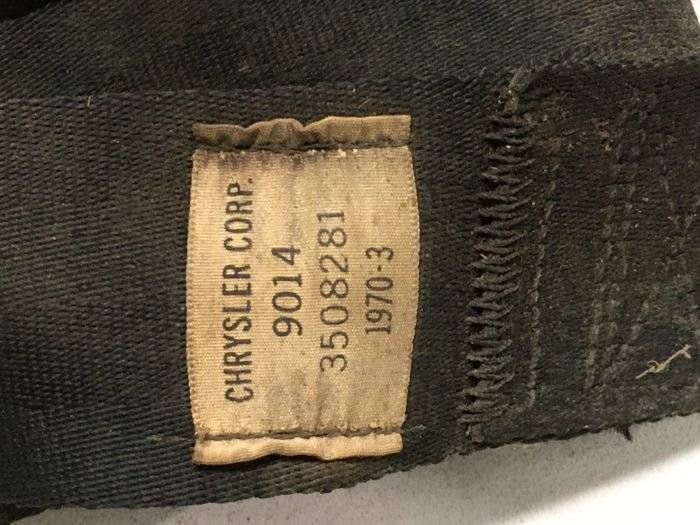 CHRYSLER CORP.
9014
3508281
1970-3